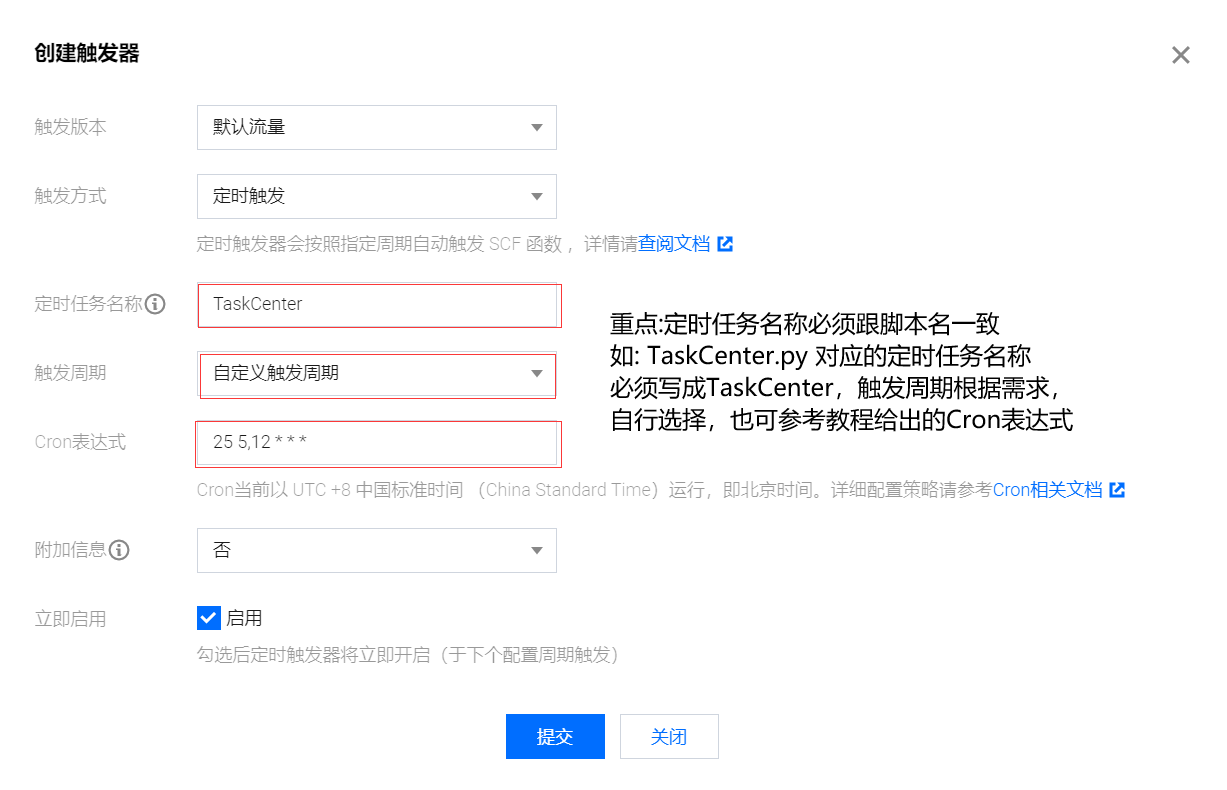 创建触发器
触发版本
默认流量
触发方式
定时触发
定时触发器会按照指定周期自动触发 SCF 函数，详情请查阅文档
定时任务名称
TaskCenter
触发周期
自定义触发周期
Cron表达式
25 5,12 * * *
重点:定时任务名称必须跟脚本名一致
如: TaskCenter.py 对应的定时任务名称
必须写成TaskCenter，触发周期根据需求，
自行选择，也可参考教程给出的Cron表达式
Cron当前以 UTC +8 中国标准时间 （China Standard Time）运行，即北京时间。详细配置策略请参考Cron相关文档
附加信息
否
立即启用
启用
勾选后定时触发器将立即开启（于下个配置周期触发）
提交
关闭